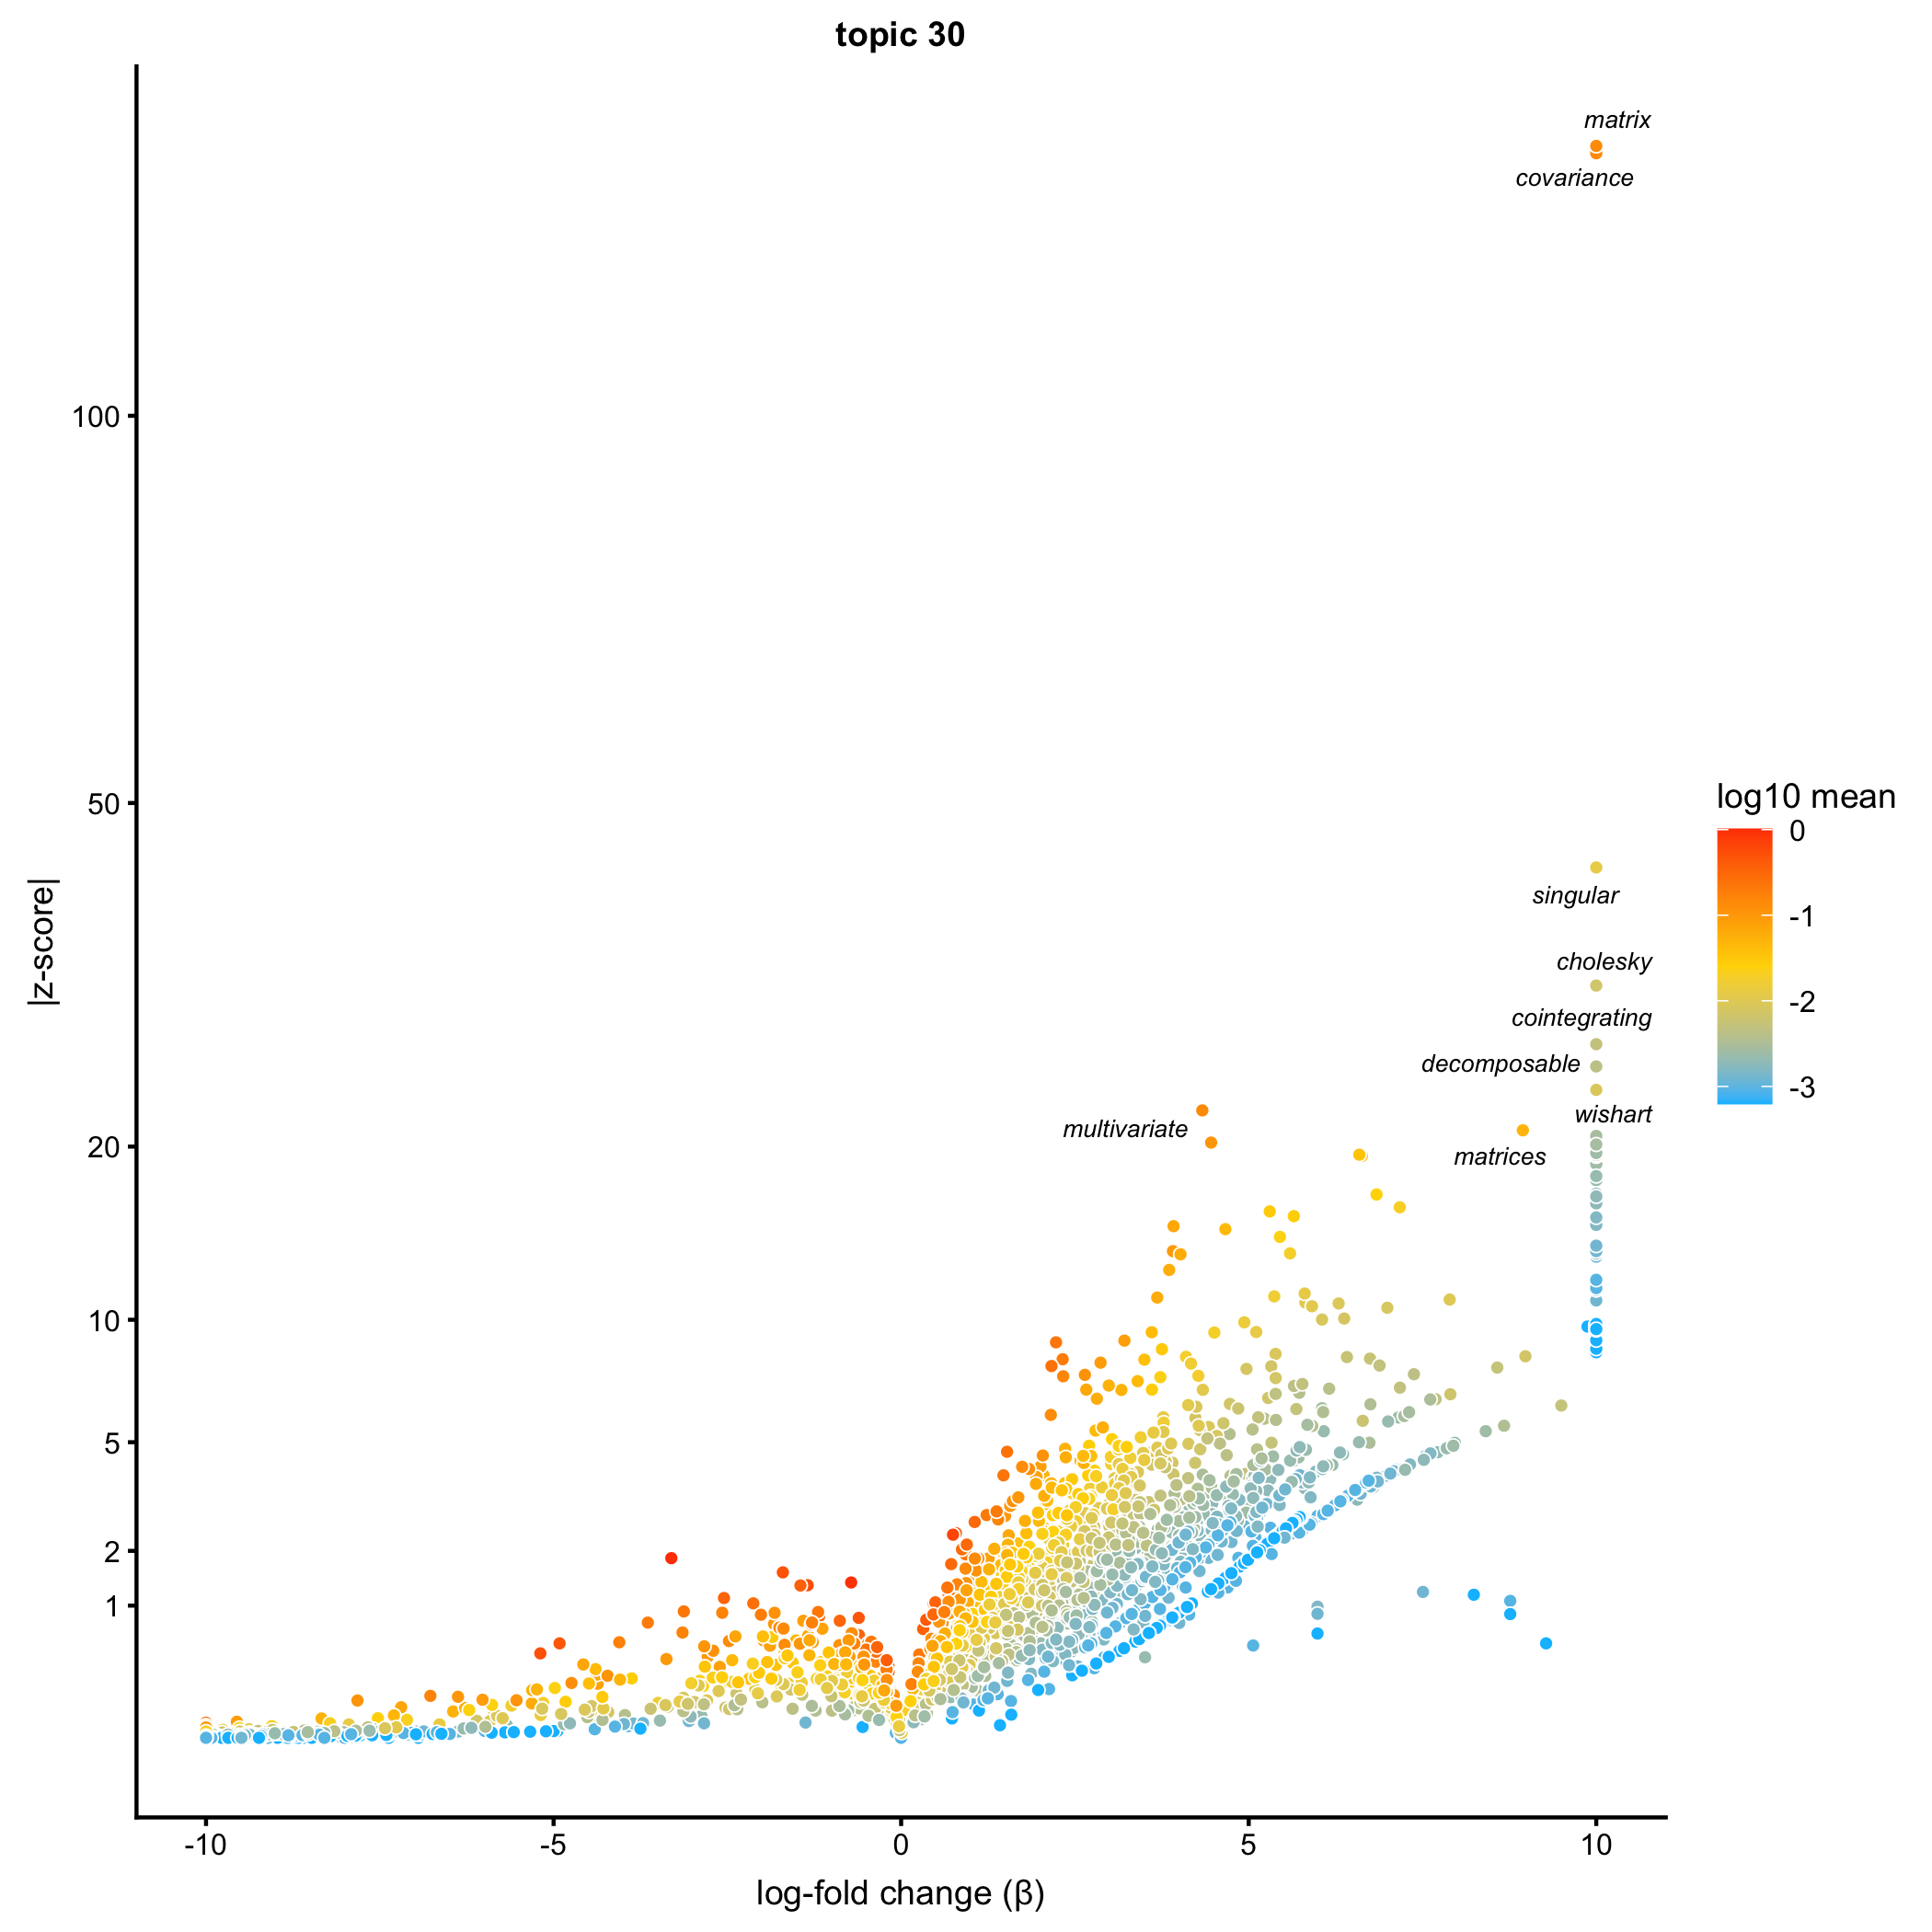 topic 30
matrix
covariance
100
50
singular
cholesky
cointegrating
decomposable
wishart
multivariate
matrices
20
10
5
2
1
|z-score|
-10
-5
0
5
10
log-fold change (β)
log10 mean
0
-1
-2
-3